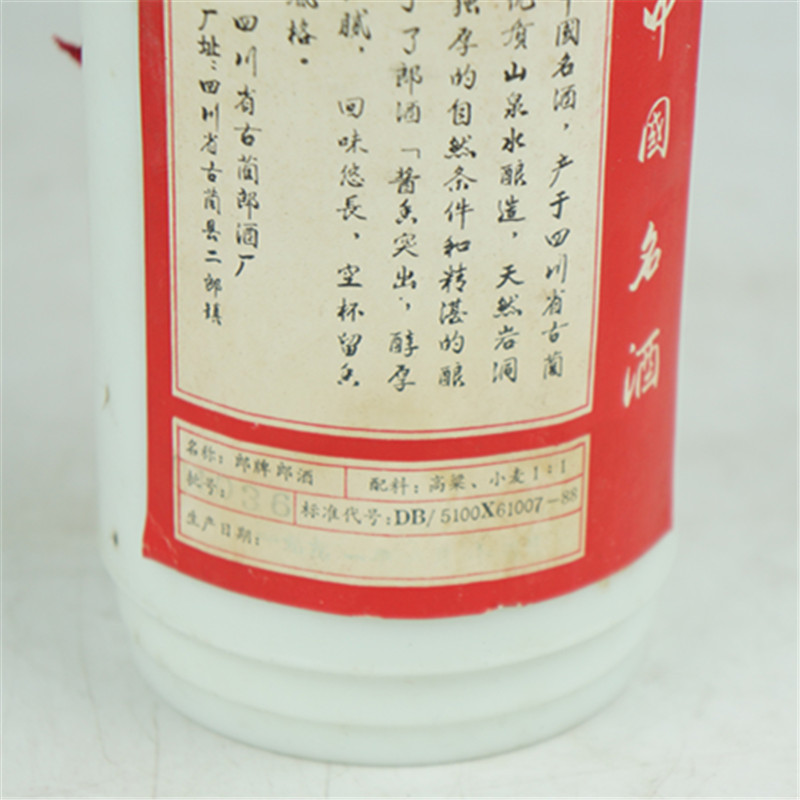 中國名酒
中國名酒，产于四川省古蔺
优质山泉水酿造，天然岩洞
孕的自然条件和精湛的酿
了郎酒「酱香突出，醇厚
腻，回味悠長，空杯留香
风格。
四川省古蔺郎酒厂
厂址：四川省古蔺县二郎镇
名称：郎牌郎酒
配料：高粱、小麦1:1
批号：036
标准代号：DB/5100X61007-88
生产日期：